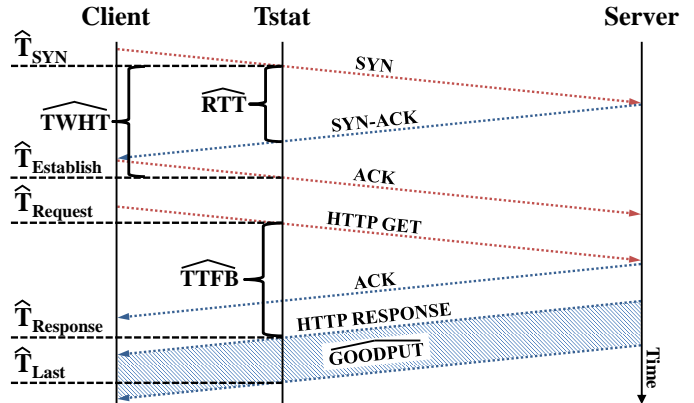 Client Tstat Server
T̂SYN
SYN
TWHT
RTT
SYN-ACK
T̂Establish
ACK
T̂Request
HTTP GET
TTFB
ACK
T̂Response
HTTP RESPONSE
GOODPUT
T̂Last
Time